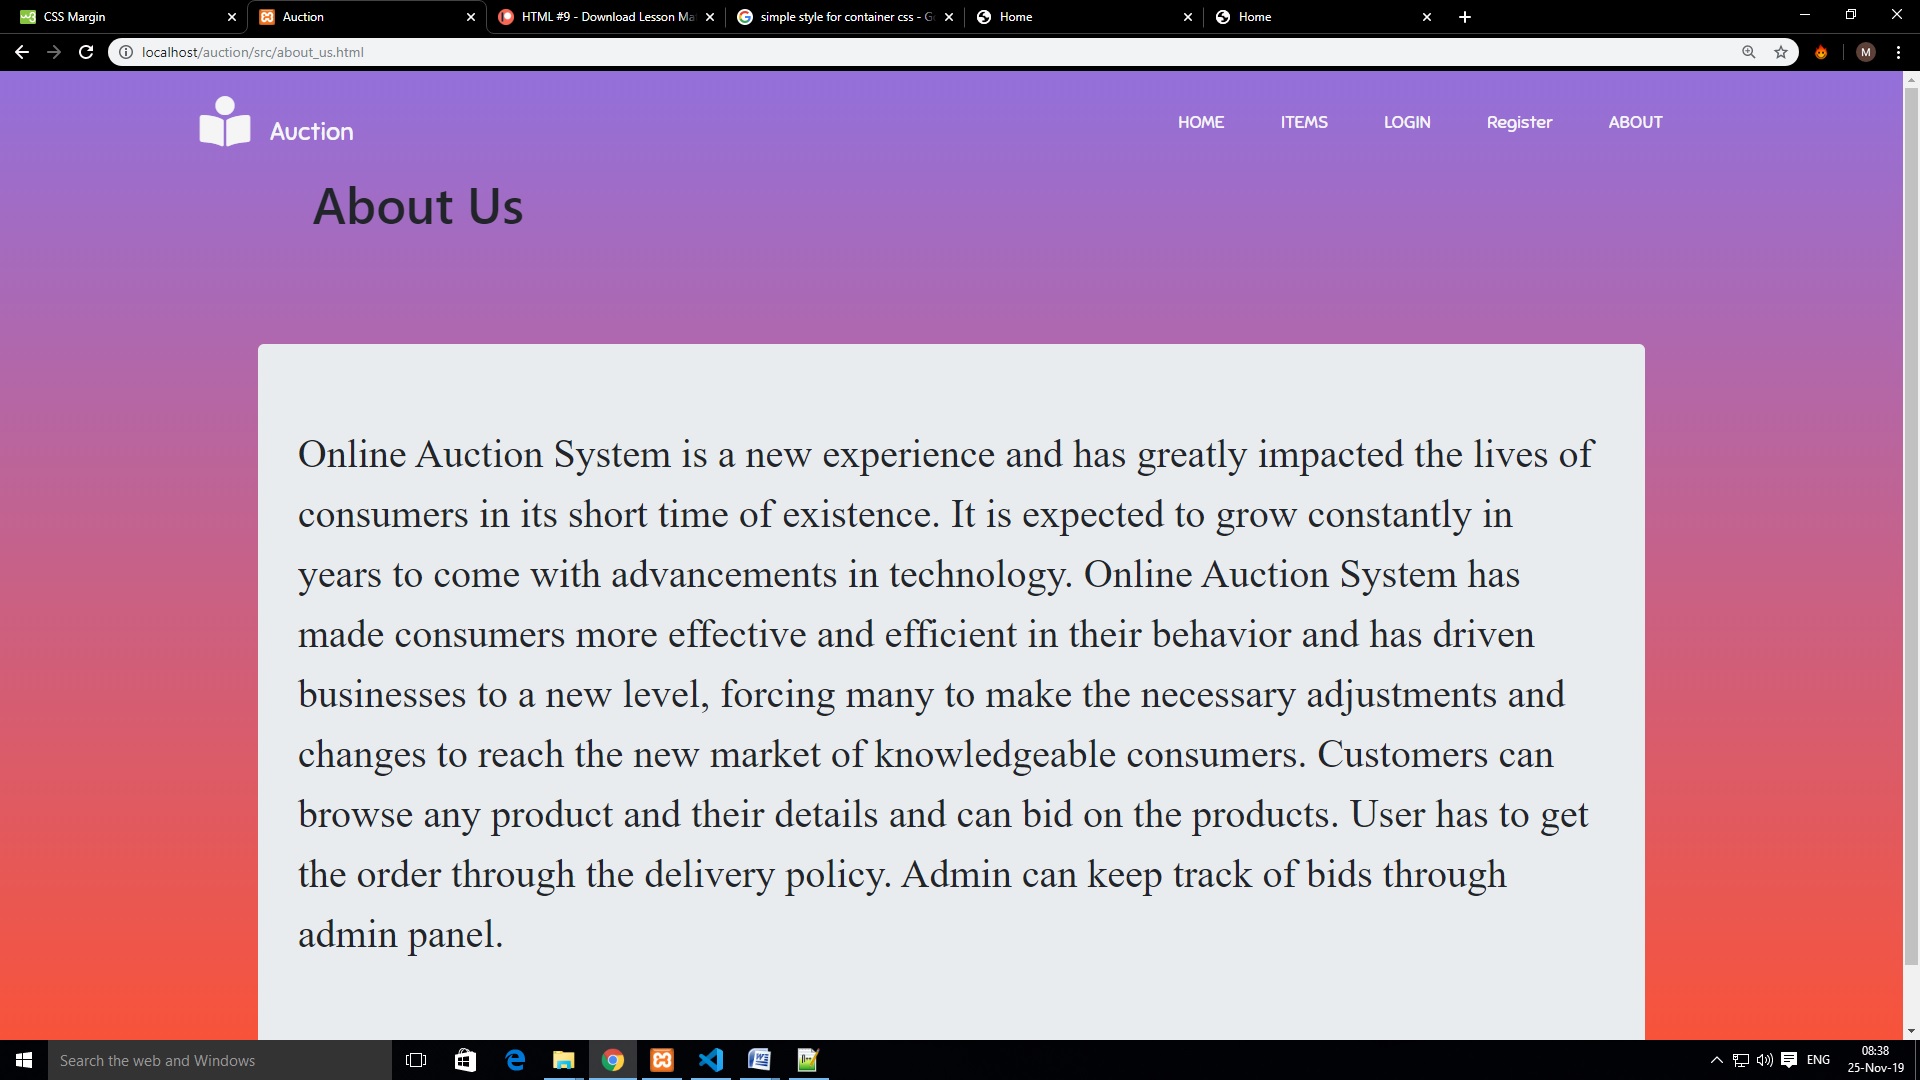 CSS Margin
Auction
HTML #9 - Download Lesson Ma
simple style for container css - G
Home
Home
localhost/auction/src/about_us.html
M
Auction
HOME
ITEMS
LOGIN
Register
ABOUT
About Us
Online Auction System is a new experience and has greatly impacted the lives of
consumers in its short time of existence. It is expected to grow constantly in
years to come with advancements in technology. Online Auction System has
made consumers more effective and efficient in their behavior and has driven
businesses to a new level, forcing many to make the necessary adjustments and
changes to reach the new market of knowledgeable consumers. Customers can
browse any product and their details and can bid on the products. User has to get
the order through the delivery policy. Admin can keep track of bids through
admin panel.
Search the web and Windows
ENG
08:38
25-Nov-19